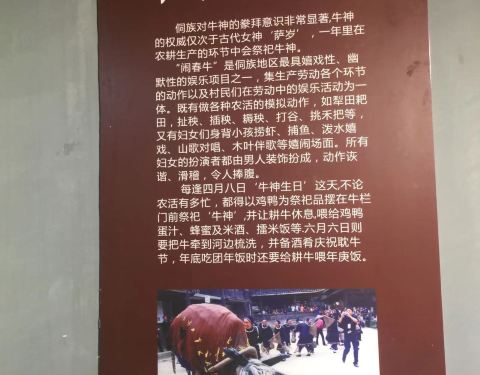 侗族对牛神的豢拜意识非常显著,牛神
的权威仅次于古代女神‘萨岁’，一年里在
农耕生产的环节中会祭祀牛神。
“闹春牛”是侗族地区最具嬉戏性、幽
默性的娱乐项目之一，集生产劳动各个环节
的动作以及村民们在劳动中的娱乐活动为一
体。既有做各种农活的模拟动作，如犁田耙
田，扯秧、插秧、薅秧、打谷、挑禾把等，
又有妇女们身背小孩捞虾、捕鱼、泼水嬉
戏、山歌对唱、木叶伴歌等嬉闹场面。所有
妇女的扮演者都由男人装饰扮成，动作诙
谐、滑稽，令人捧腹。
每逢四月八日‘牛神生日’这天,不论
农活有多忙，都得以鸡鸭为祭祀品摆在牛栏
门前祭祀‘牛神’,并让耕牛休息,喂给鸡鸭
蛋汁、蜂蜜及米酒、擂米饭等,六月六日则
要把牛牵到河边梳洗，并备酒肴庆祝耽牛
节，年底吃团年饭时还要给耕牛喂年庚饭。